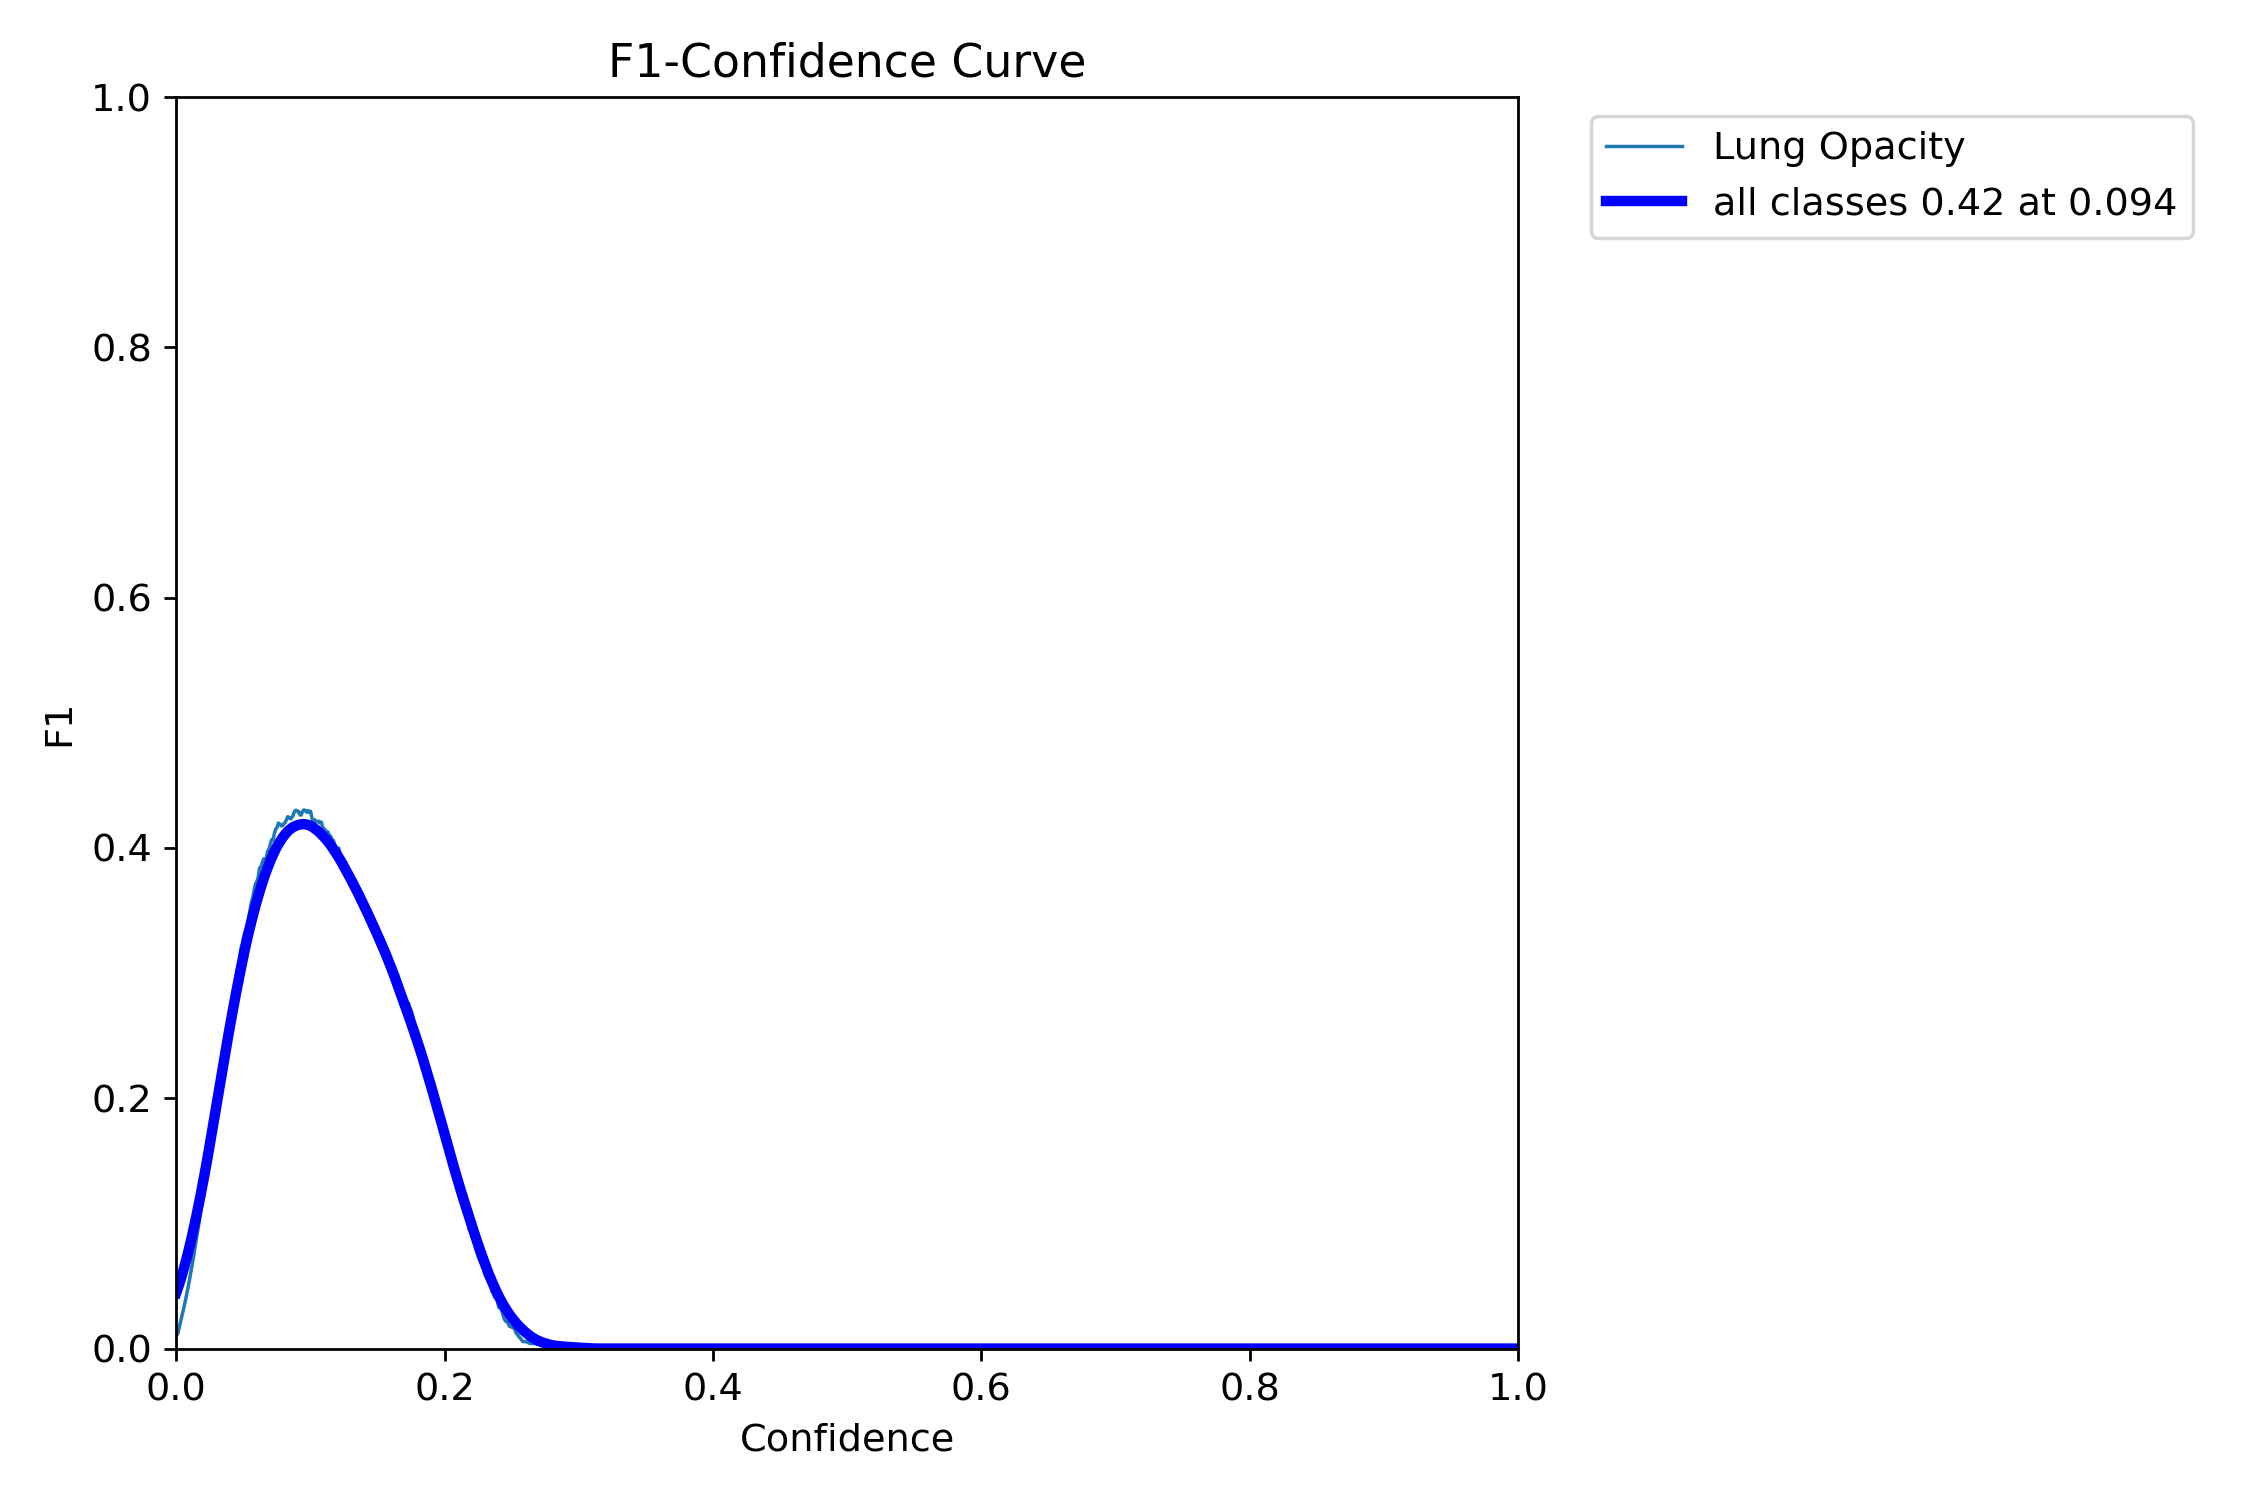 F1-Confidence Curve
Lung Opacity
all classes 0.42 at 0.094
F1
1.0
0.8
0.6
0.4
0.2
0.0
0.0 0.2 0.4 0.6 0.8 1.0
Confidence